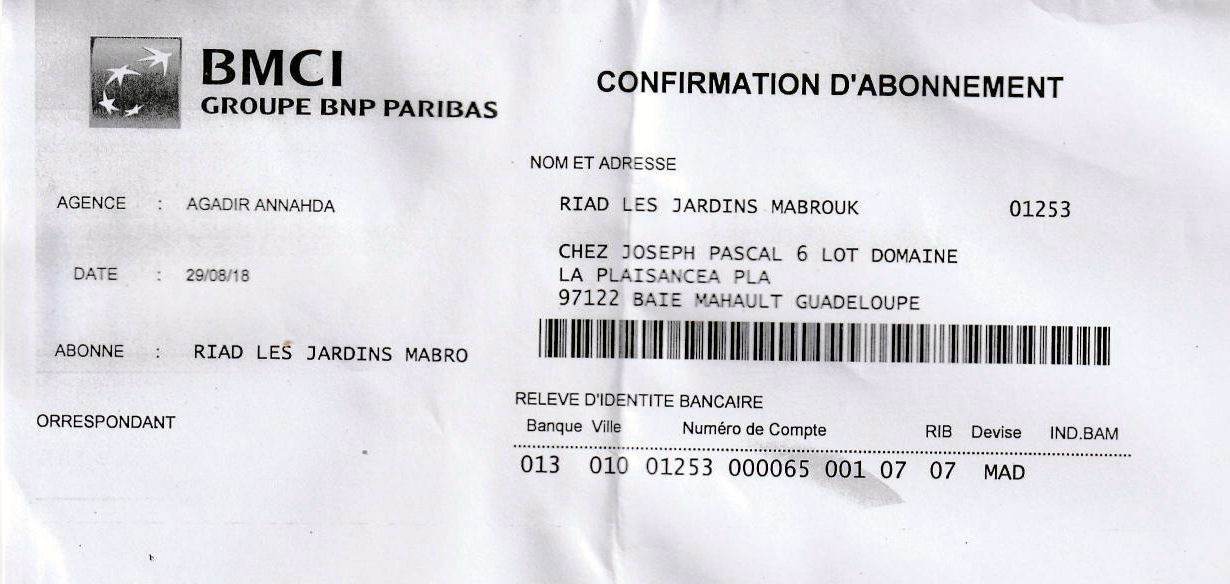 BMCI
GROUPE BNP PARIBAS
CONFIRMATION D'ABONNEMENT
NOM ET ADRESSE
AGENCE : AGADIR ANNAHDA
RIAD LES JARDINS MABROUK 01253
CHEZ JOSEPH PASCAL 6 LOT DOMAINE
LA PLAISANCEA PLA
97122 BAIE MAHAULT GUADELOUPE
DATE : 29/08/18
ABONNE : RIAD LES JARDINS MABRO
ORRESPONDANT
RELEVE D'IDENTITE BANCAIRE
Banque Ville Numéro de Compte RIB Devise IND.BAM
013 010 01253 000065 001 07 07 MAD